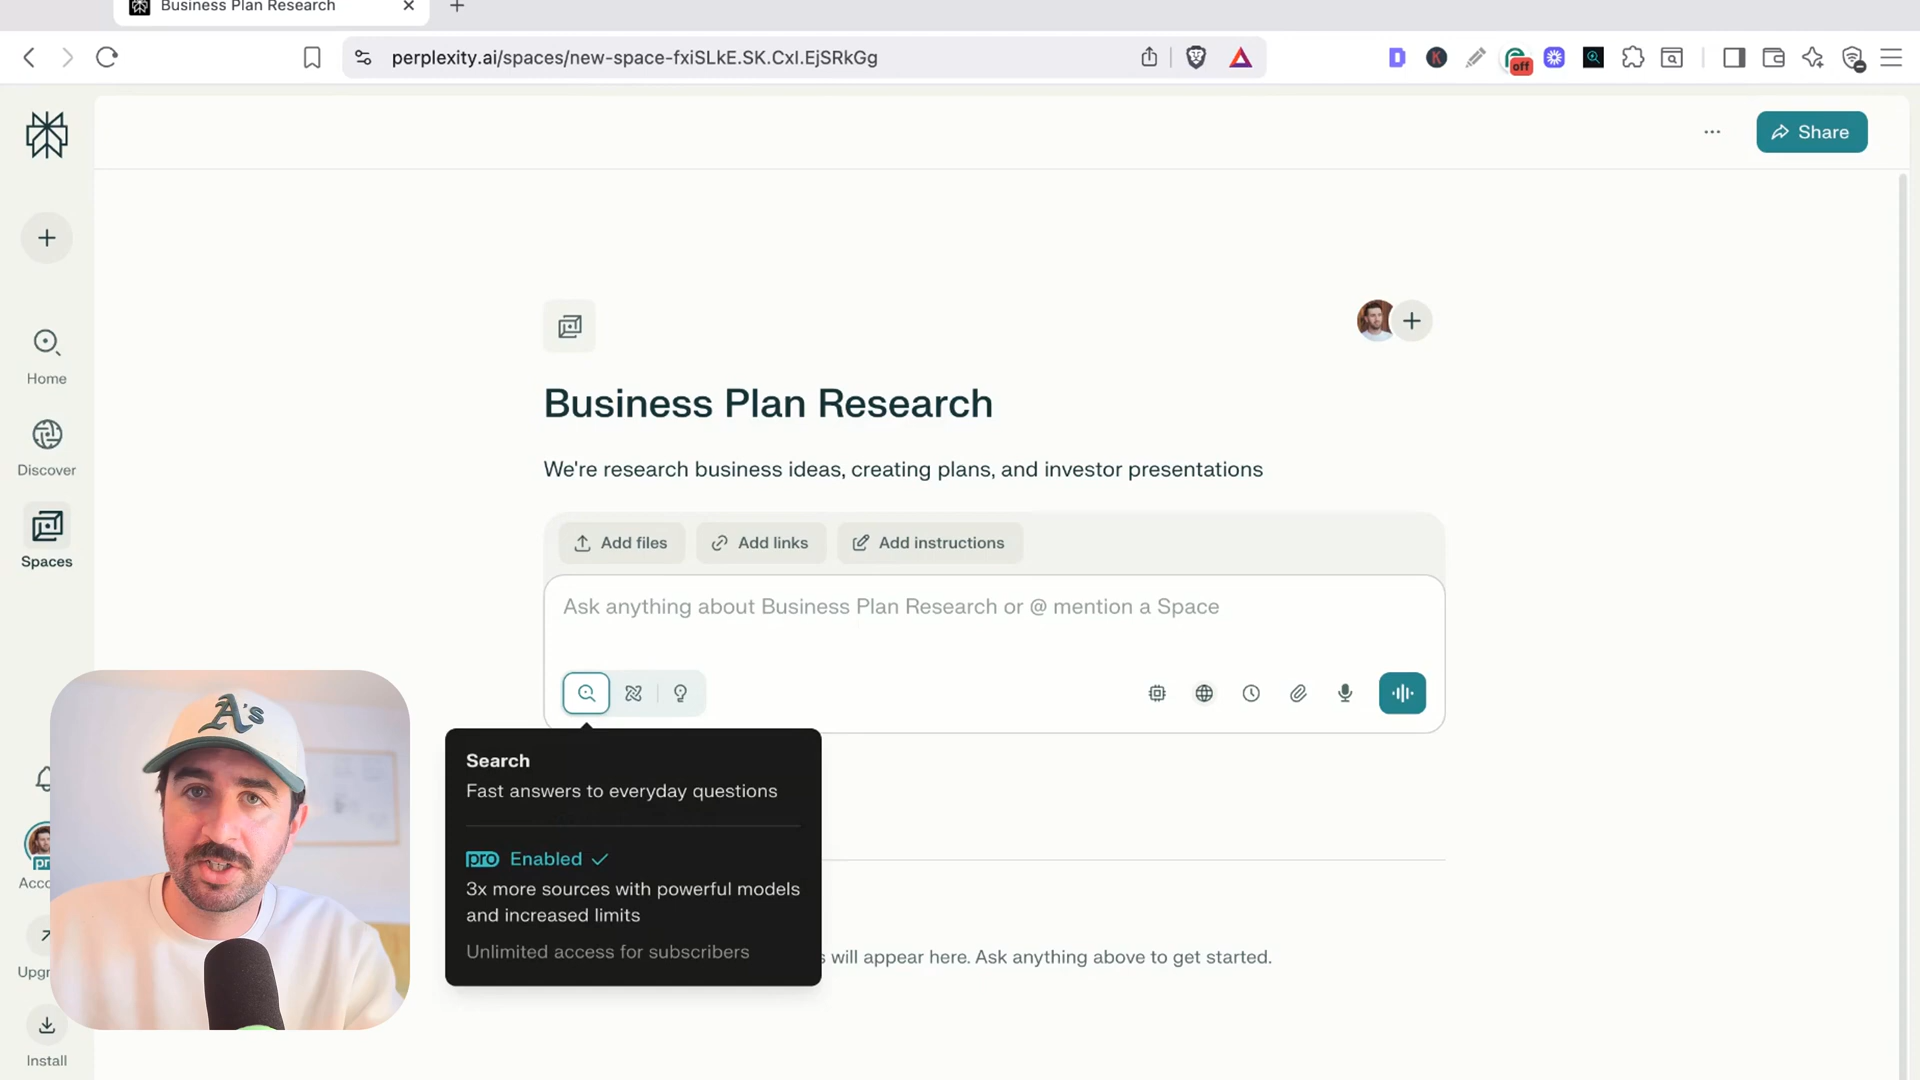 Business Plan Research
perplexity.ai/spaces/new-space-fxiSLkE.SK.CxI.EjSRkGg
off
Share
Home
Discover
Spaces
Business Plan Research
We're research business ideas, creating plans, and investor presentations
Add files
Add links
Add instructions
Ask anything about Business Plan Research or @ mention a Space
Search
Fast answers to everyday questions
pro Enabled
3x more sources with powerful models
and increased limits
Unlimited access for subscribers
will appear here. Ask anything above to get started.
A's
Install